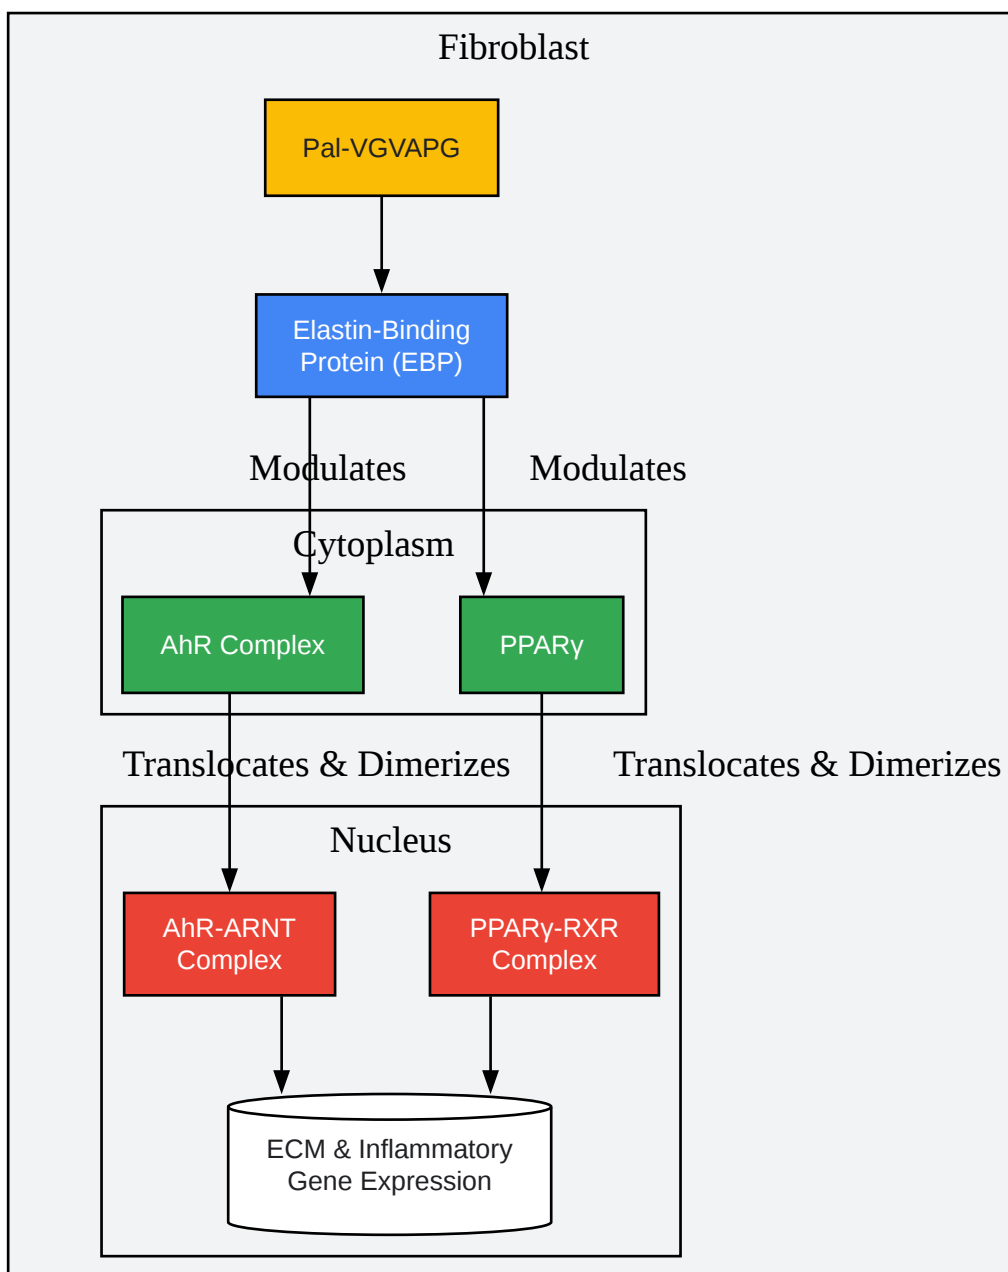 Fibroblast
Pal-VGVAPG
Elastin-Binding
Protein (EBP)
Modulates
Modulates
Cytoplasm
AhR Complex
PPARγ
Translocates & Dimerizes
Translocates & Dimerizes
Nucleus
AhR-ARNT
Complex
PPARγ-RXR
Complex
ECM & Inflammatory
Gene Expression